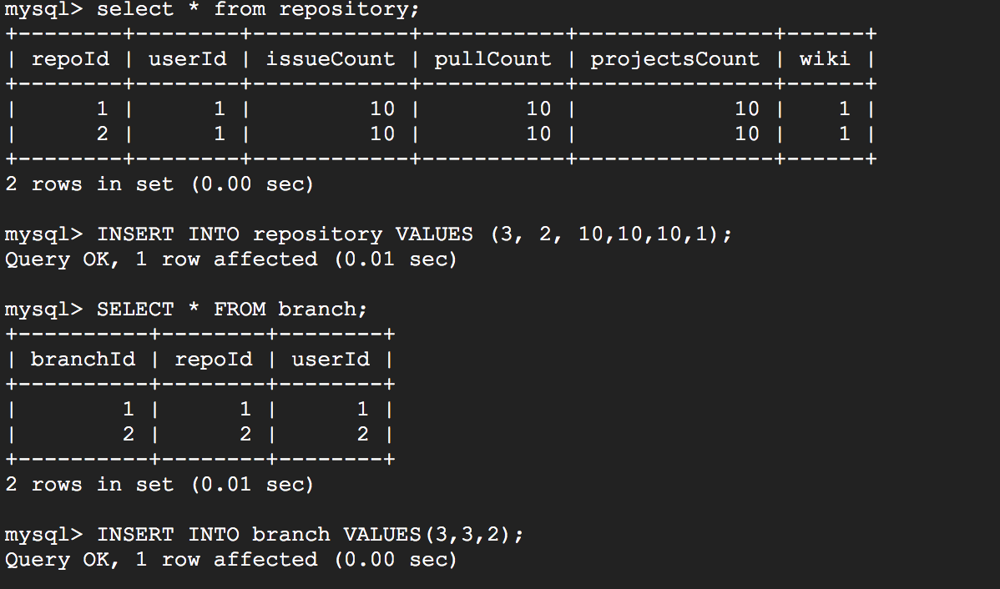 mysql> select * from repository;
+--------+--------+------------+-----------+---------------+------+
| repoId | userId | issueCount | pullCount | projectsCount | wiki |
+--------+--------+------------+-----------+---------------+------+
|      1 |      1 |         10 |        10 |            10 |    1 |
|      2 |      1 |         10 |        10 |            10 |    1 |
+--------+--------+------------+-----------+---------------+------+
2 rows in set (0.00 sec)

mysql> INSERT INTO repository VALUES (3, 2, 10,10,10,1);
Query OK, 1 row affected (0.01 sec)

mysql> SELECT * FROM branch;
+----------+--------+--------+
| branchId | repoId | userId |
+----------+--------+--------+
|        1 |      1 |      1 |
|        2 |      2 |      2 |
+----------+--------+--------+
2 rows in set (0.01 sec)

mysql> INSERT INTO branch VALUES(3,3,2);
Query OK, 1 row affected (0.00 sec)